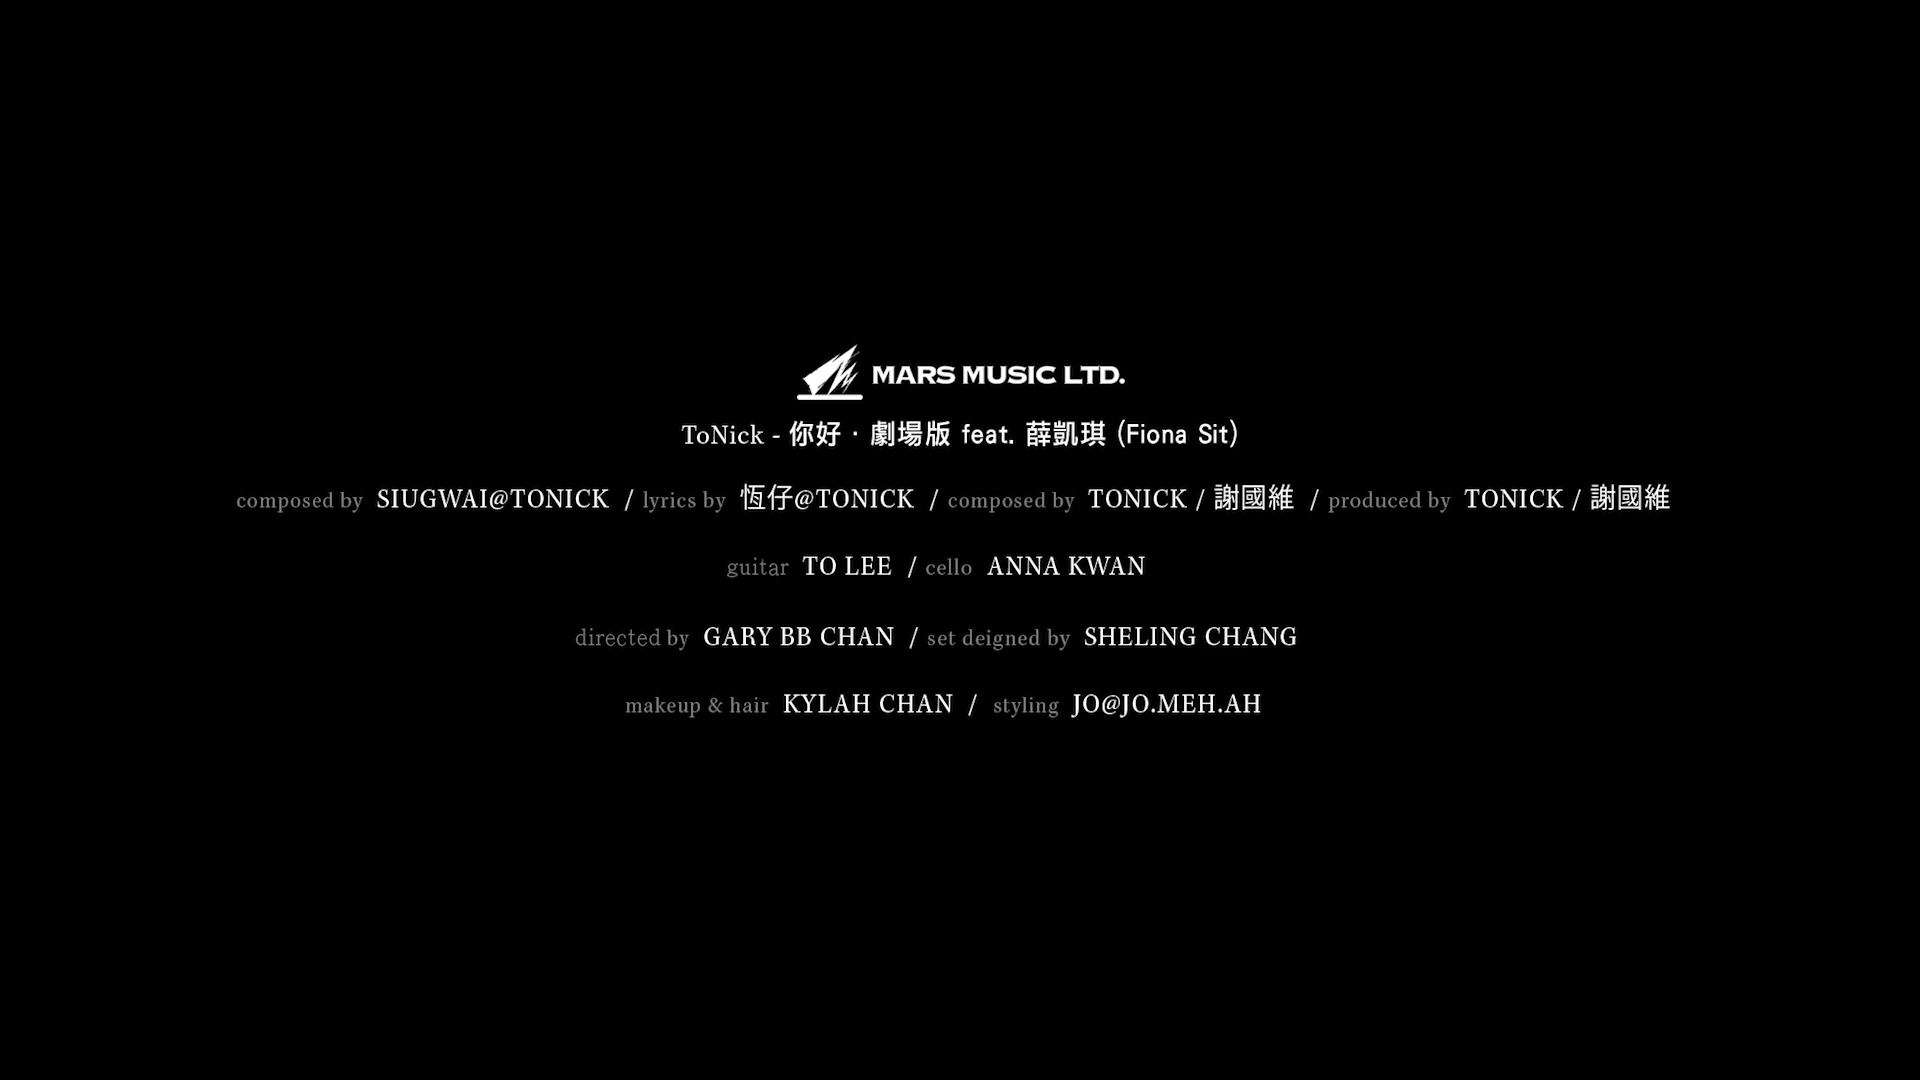 MARS MUSIC LTD.
ToNick - 你好 · 劇場版 feat. 薛凱琪 (Fiona Sit)
composed by SIUGWAI@TONICK / lyrics by 恆仔@TONICK / composed by TONICK / 謝國維 / produced by TONICK / 謝國維
guitar TO LEE / cello ANNA KWAN
directed by GARY BB CHAN / set deigned by SHELING CHANG
makeup & hair KYLAH CHAN / styling JO@JO.MEH.AH